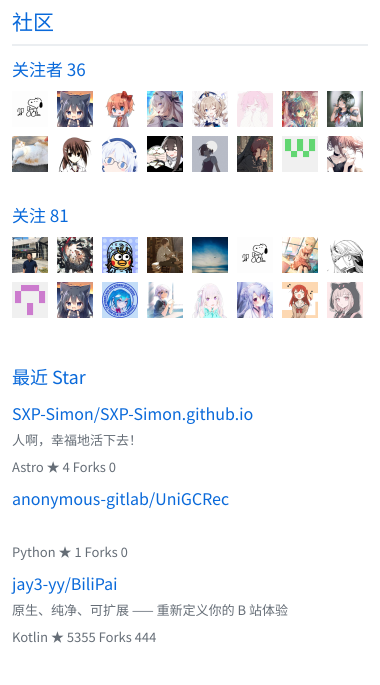 社区
关注者 36
关注 81
最近 Star
SXP-Simon/SXP-Simon.github.io
人啊，幸福地活下去！
Astro ★ 4 Forks 0
anonymous-gitlab/UniGCRec
Python ★ 1 Forks 0
jay3-yy/BiliPai
原生、纯净、可扩展 —— 重新定义你的 B 站体验
Kotlin ★ 5355 Forks 444